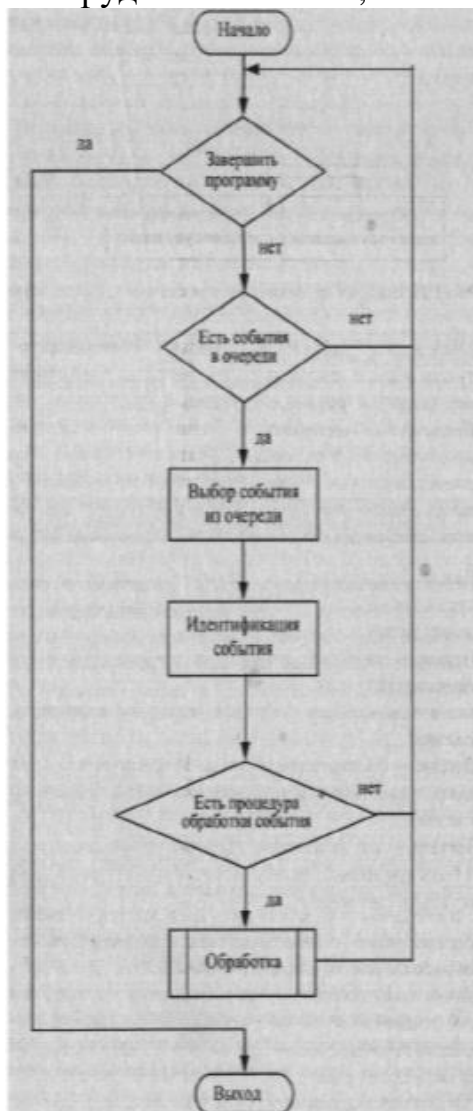 Начало
да
Завершить
программу
нет
Есть события
в очереди
нет
да
Выбор события
из очереди
Идентификация
события
Есть процедура
обработки события
нет
да
Обработка
Выход